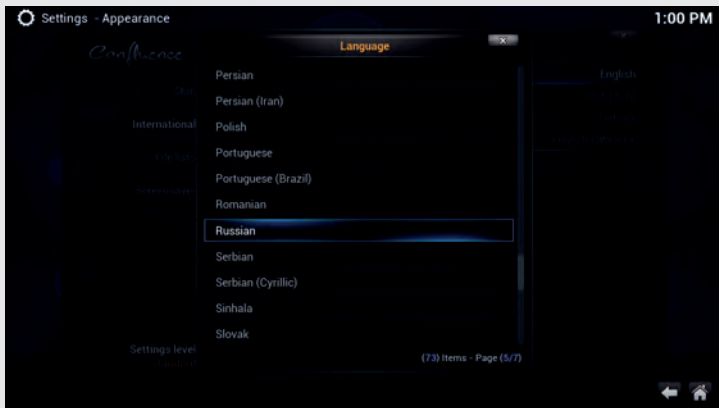 Settings - Appearance
1:00 PM
Confluence
Language
English
International
Persian
Persian (Iran)
Polish
Portuguese
Portuguese (Brazil)
Romanian
Russian
Serbian
Serbian (Cyrillic)
Sinhala
Slovak
Settings level
(73) Items - Page (5/7)